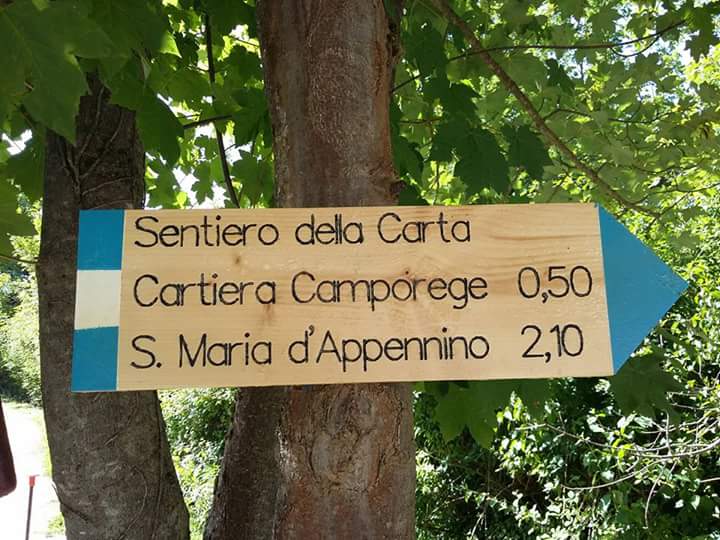 Sentiero della Carta
Cartiera Camporege 0,50
S. Maria d'Appennino 2,10